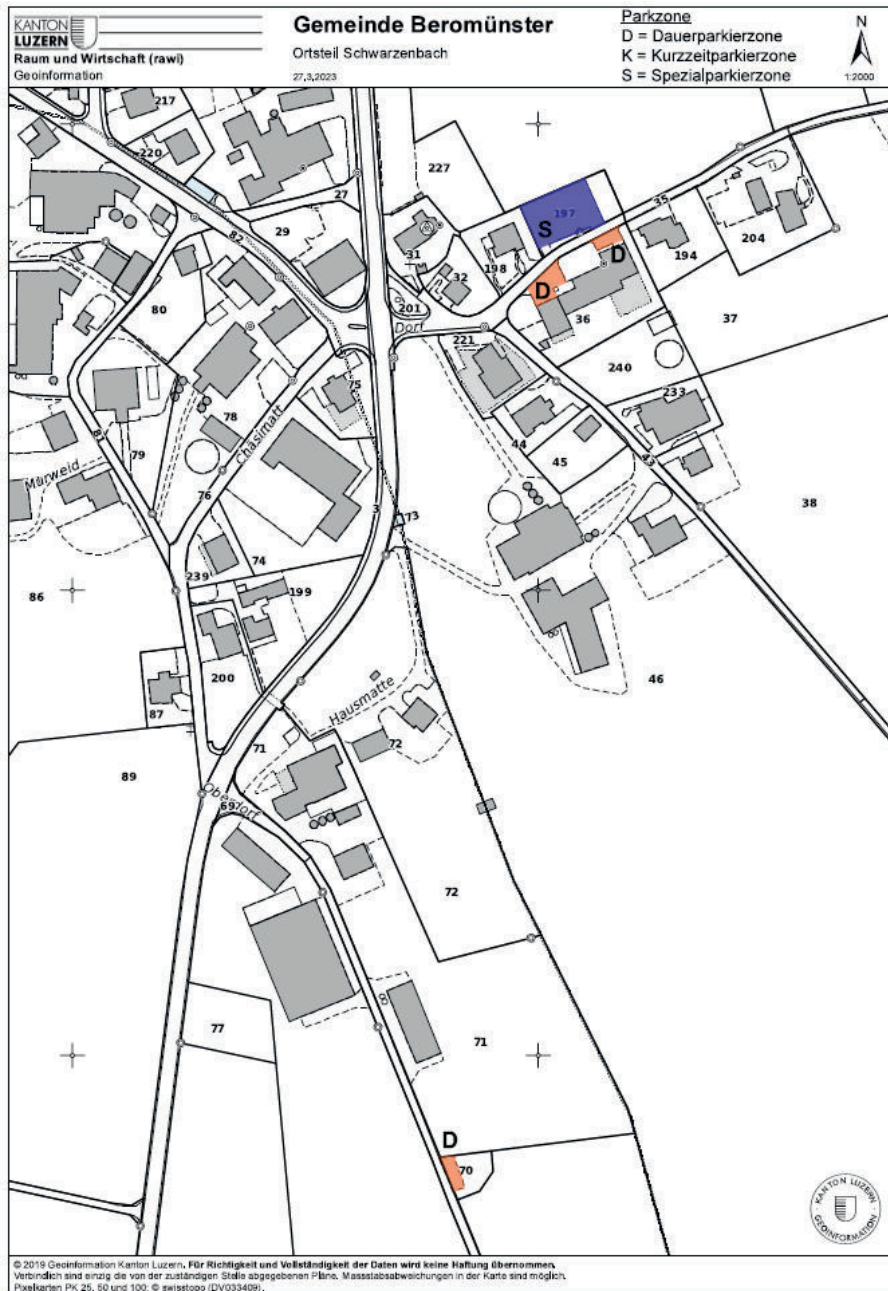 KANTON
LUZERN
Raum und Wirtschaft (rawi)
Geoinformation
Gemeinde Beromünster
Ortsteil Schwarzenbach
27.3.2023
Parkzone
D = Dauerparkierzone
K = Kurzzeitparkierzone
S = Spezialparkierzone
N
1:2000
217
220
227
27
35
197
S
82
29
31
204
D
198
194
32
80
201
D
36
37
Dorf
221
240
75
233
78
Chäsimatt
44
79
81
45
43
Mürweid
76
3
73
38
74
239
86
199
46
200
Hausmatte
87
71
72
89
Oberdorf
69
72
77
71
D
70
KANTON LUZERN
GEOINFORMATION
© 2019 Geoinformation Kanton Luzern. Für Richtigkeit und Vollständigkeit der Daten wird keine Haftung übernommen.
Verbindlich sind einzig die von der zuständigen Stelle abgegebenen Pläne. Massstabsabweichungen in der Karte sind möglich.
Pixelkarten PK 25, 50 und 100: © swisstopo (DV033409).